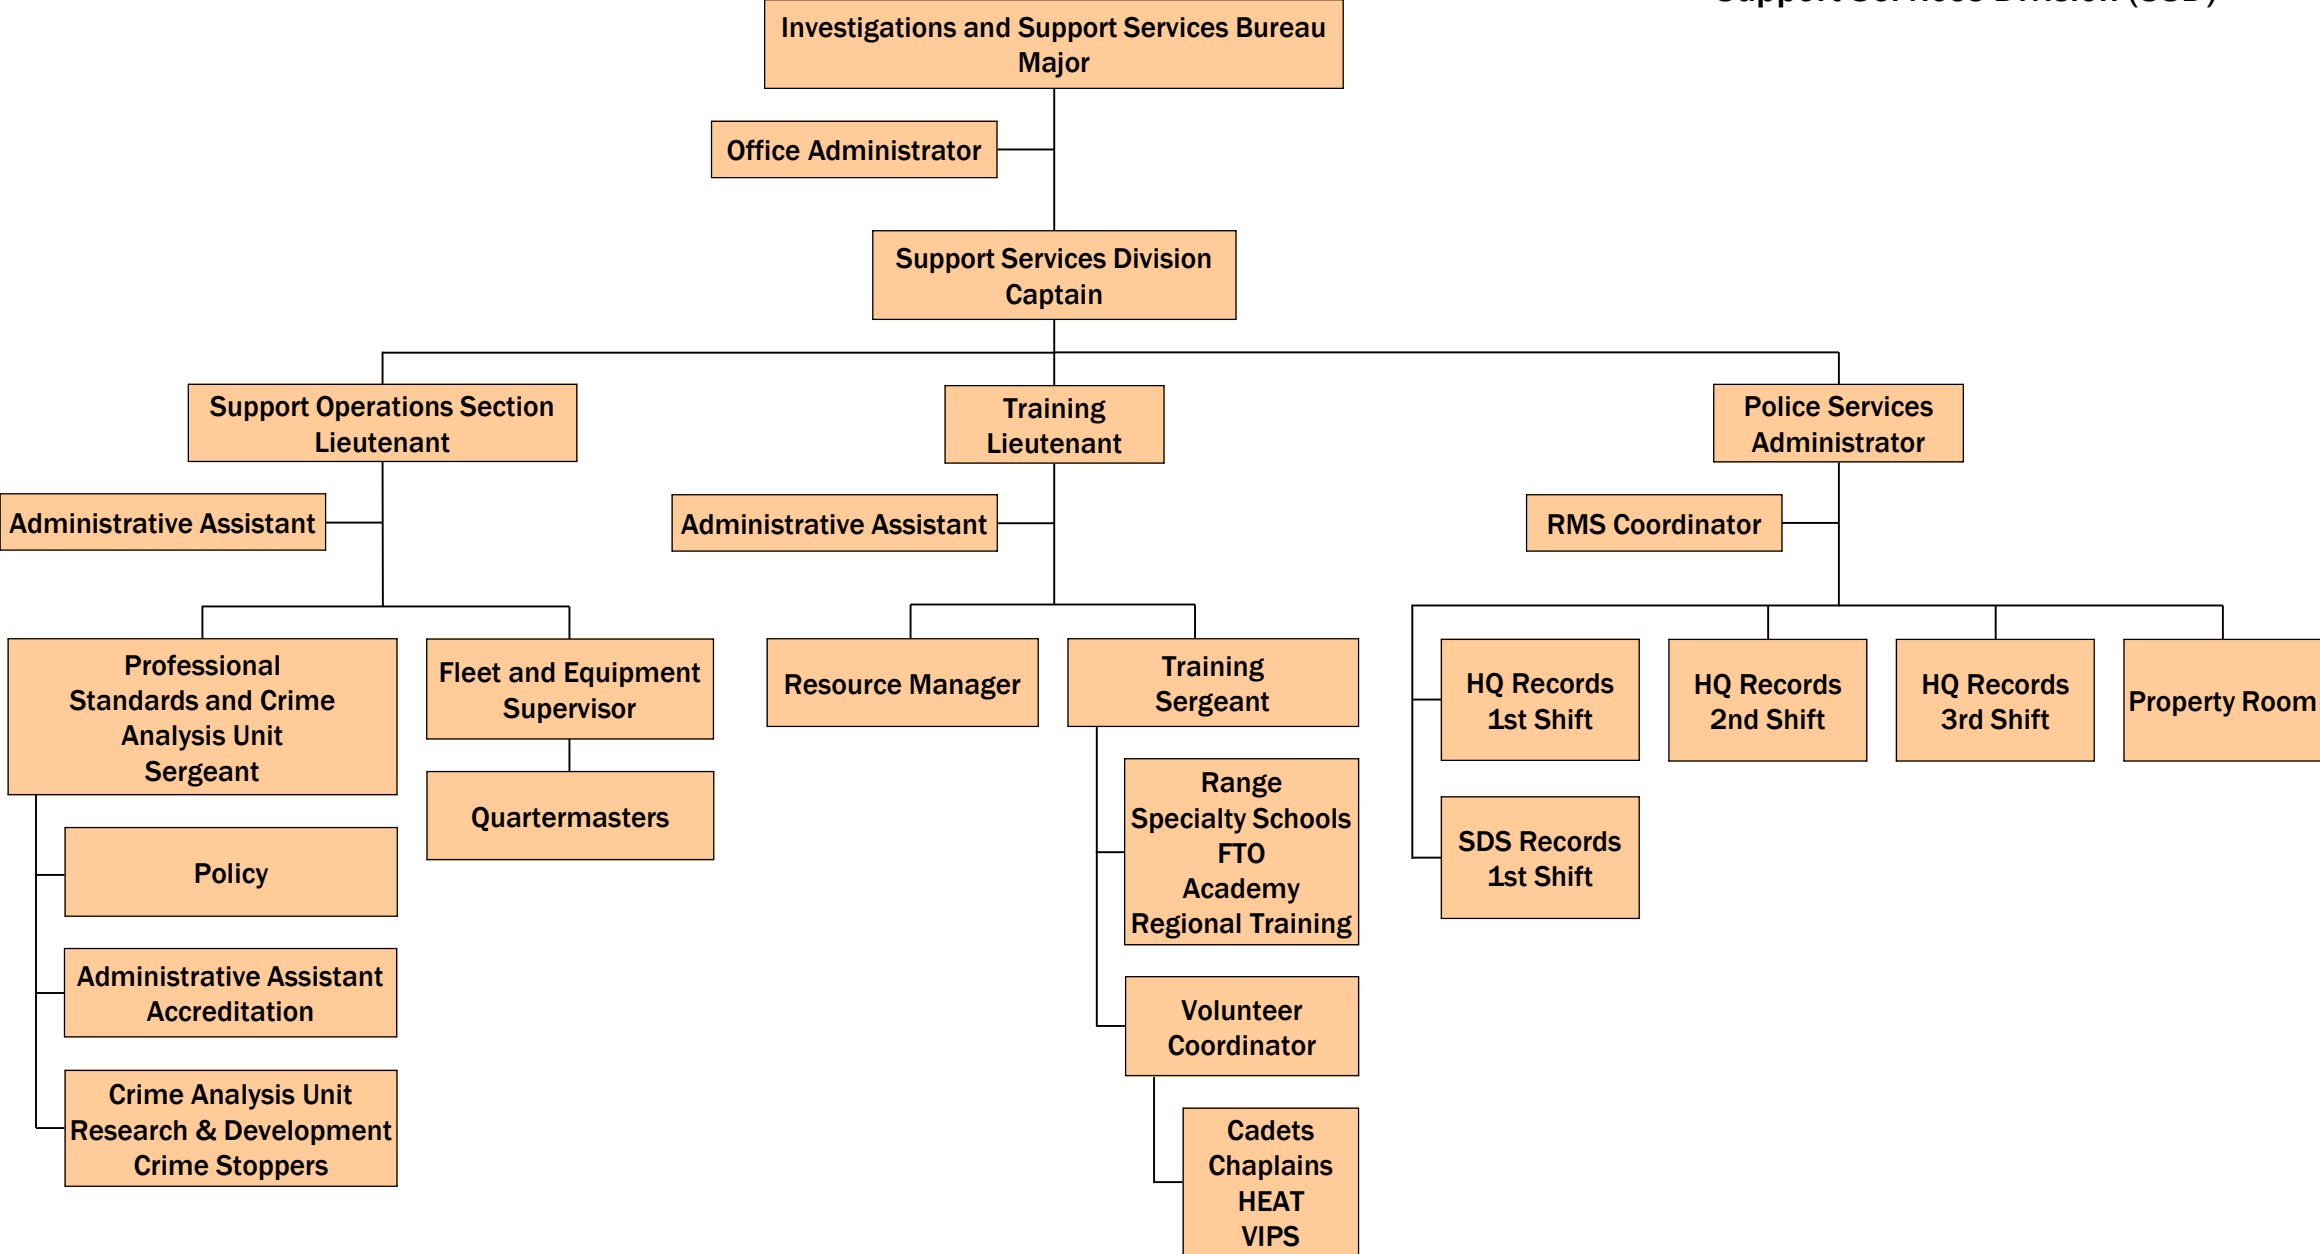 Support Services Division (SSD)
Investigations and Support Services Bureau
Major
Office Administrator
Support Services Division
Captain
Support Operations Section
Lieutenant
Training
Lieutenant
Police Services
Administrator
Administrative Assistant
Administrative Assistant
RMS Coordinator
Professional
Standards and Crime
Analysis Unit
Sergeant
Fleet and Equipment
Supervisor
Resource Manager
Training
Sergeant
HQ Records
1st Shift
HQ Records
2nd Shift
HQ Records
3rd Shift
Property Room
Quartermasters
Policy
Administrative Assistant
Accreditation
Crime Analysis Unit
Research & Development
Crime Stoppers
Range
Specialty Schools
FTO
Academy
Regional Training
Volunteer
Coordinator
Cadets
Chaplains
HEAT
VIPS
SDS Records
1st Shift